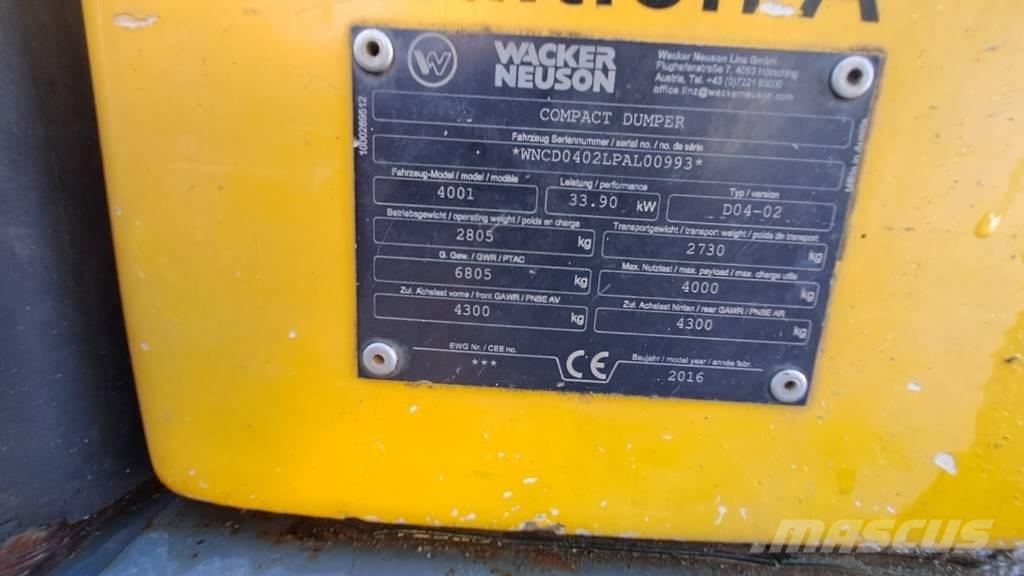 WACKER
NEUSON
Wacker Neuson Linz GmbH
Flughafenstraße 7, 4063 Hörsching
Austria, Tel. +43 (0)7221 63000
office.linz@wackerneuson.com
1000269512
COMPACT DUMPER
Fahrzeug Seriennummer / serial no. / no. de série
*WNCD0402LPAL00993*
Made in Austria
Fahrzeug-Model / model / modèle
4001
Leistung / performance
33.90 kW
Typ / version
D04-02
Betriebsgewicht / operating weight / poids en charge
2805 kg
Transportgewicht / transport weight / poids de transport
2730 kg
G. Gew. / GWR / PTAC
6805 kg
Max. Nutzlast / max. payload / max. charge utile
4000 kg
Zul. Achslast vorne / front GAWR / PNBE AV
4300 kg
Zul. Achslast hinten / rear GAWR / PNBE AR
4300 kg
EWG Nr. / CEE no.
***
CE
Baujahr / model year / année fabr.
2016
MASCUS